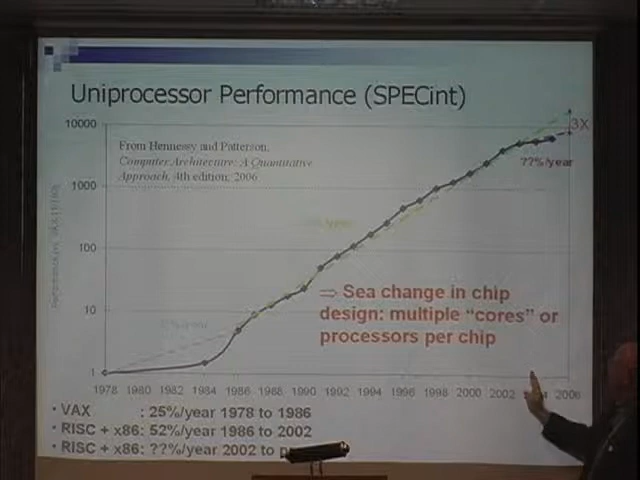 Uniprocessor Performance (SPECint)
10000
3X
From Hennessy and Patterson,
Computer Architecture: A Quantitative
Approach, 4th edition, 2006
??%/year
1000
100
⇒ Sea change in chip
design: multiple “cores” or
processors per chip
10
1
1978 1980 1982 1984 1986 1988 1990 1992 1994 1996 1998 2000 2002 2006
• VAX : 25%/year 1978 to 1986
• RISC + x86: 52%/year 1986 to 2002
• RISC + x86: ??%/year 2002 to